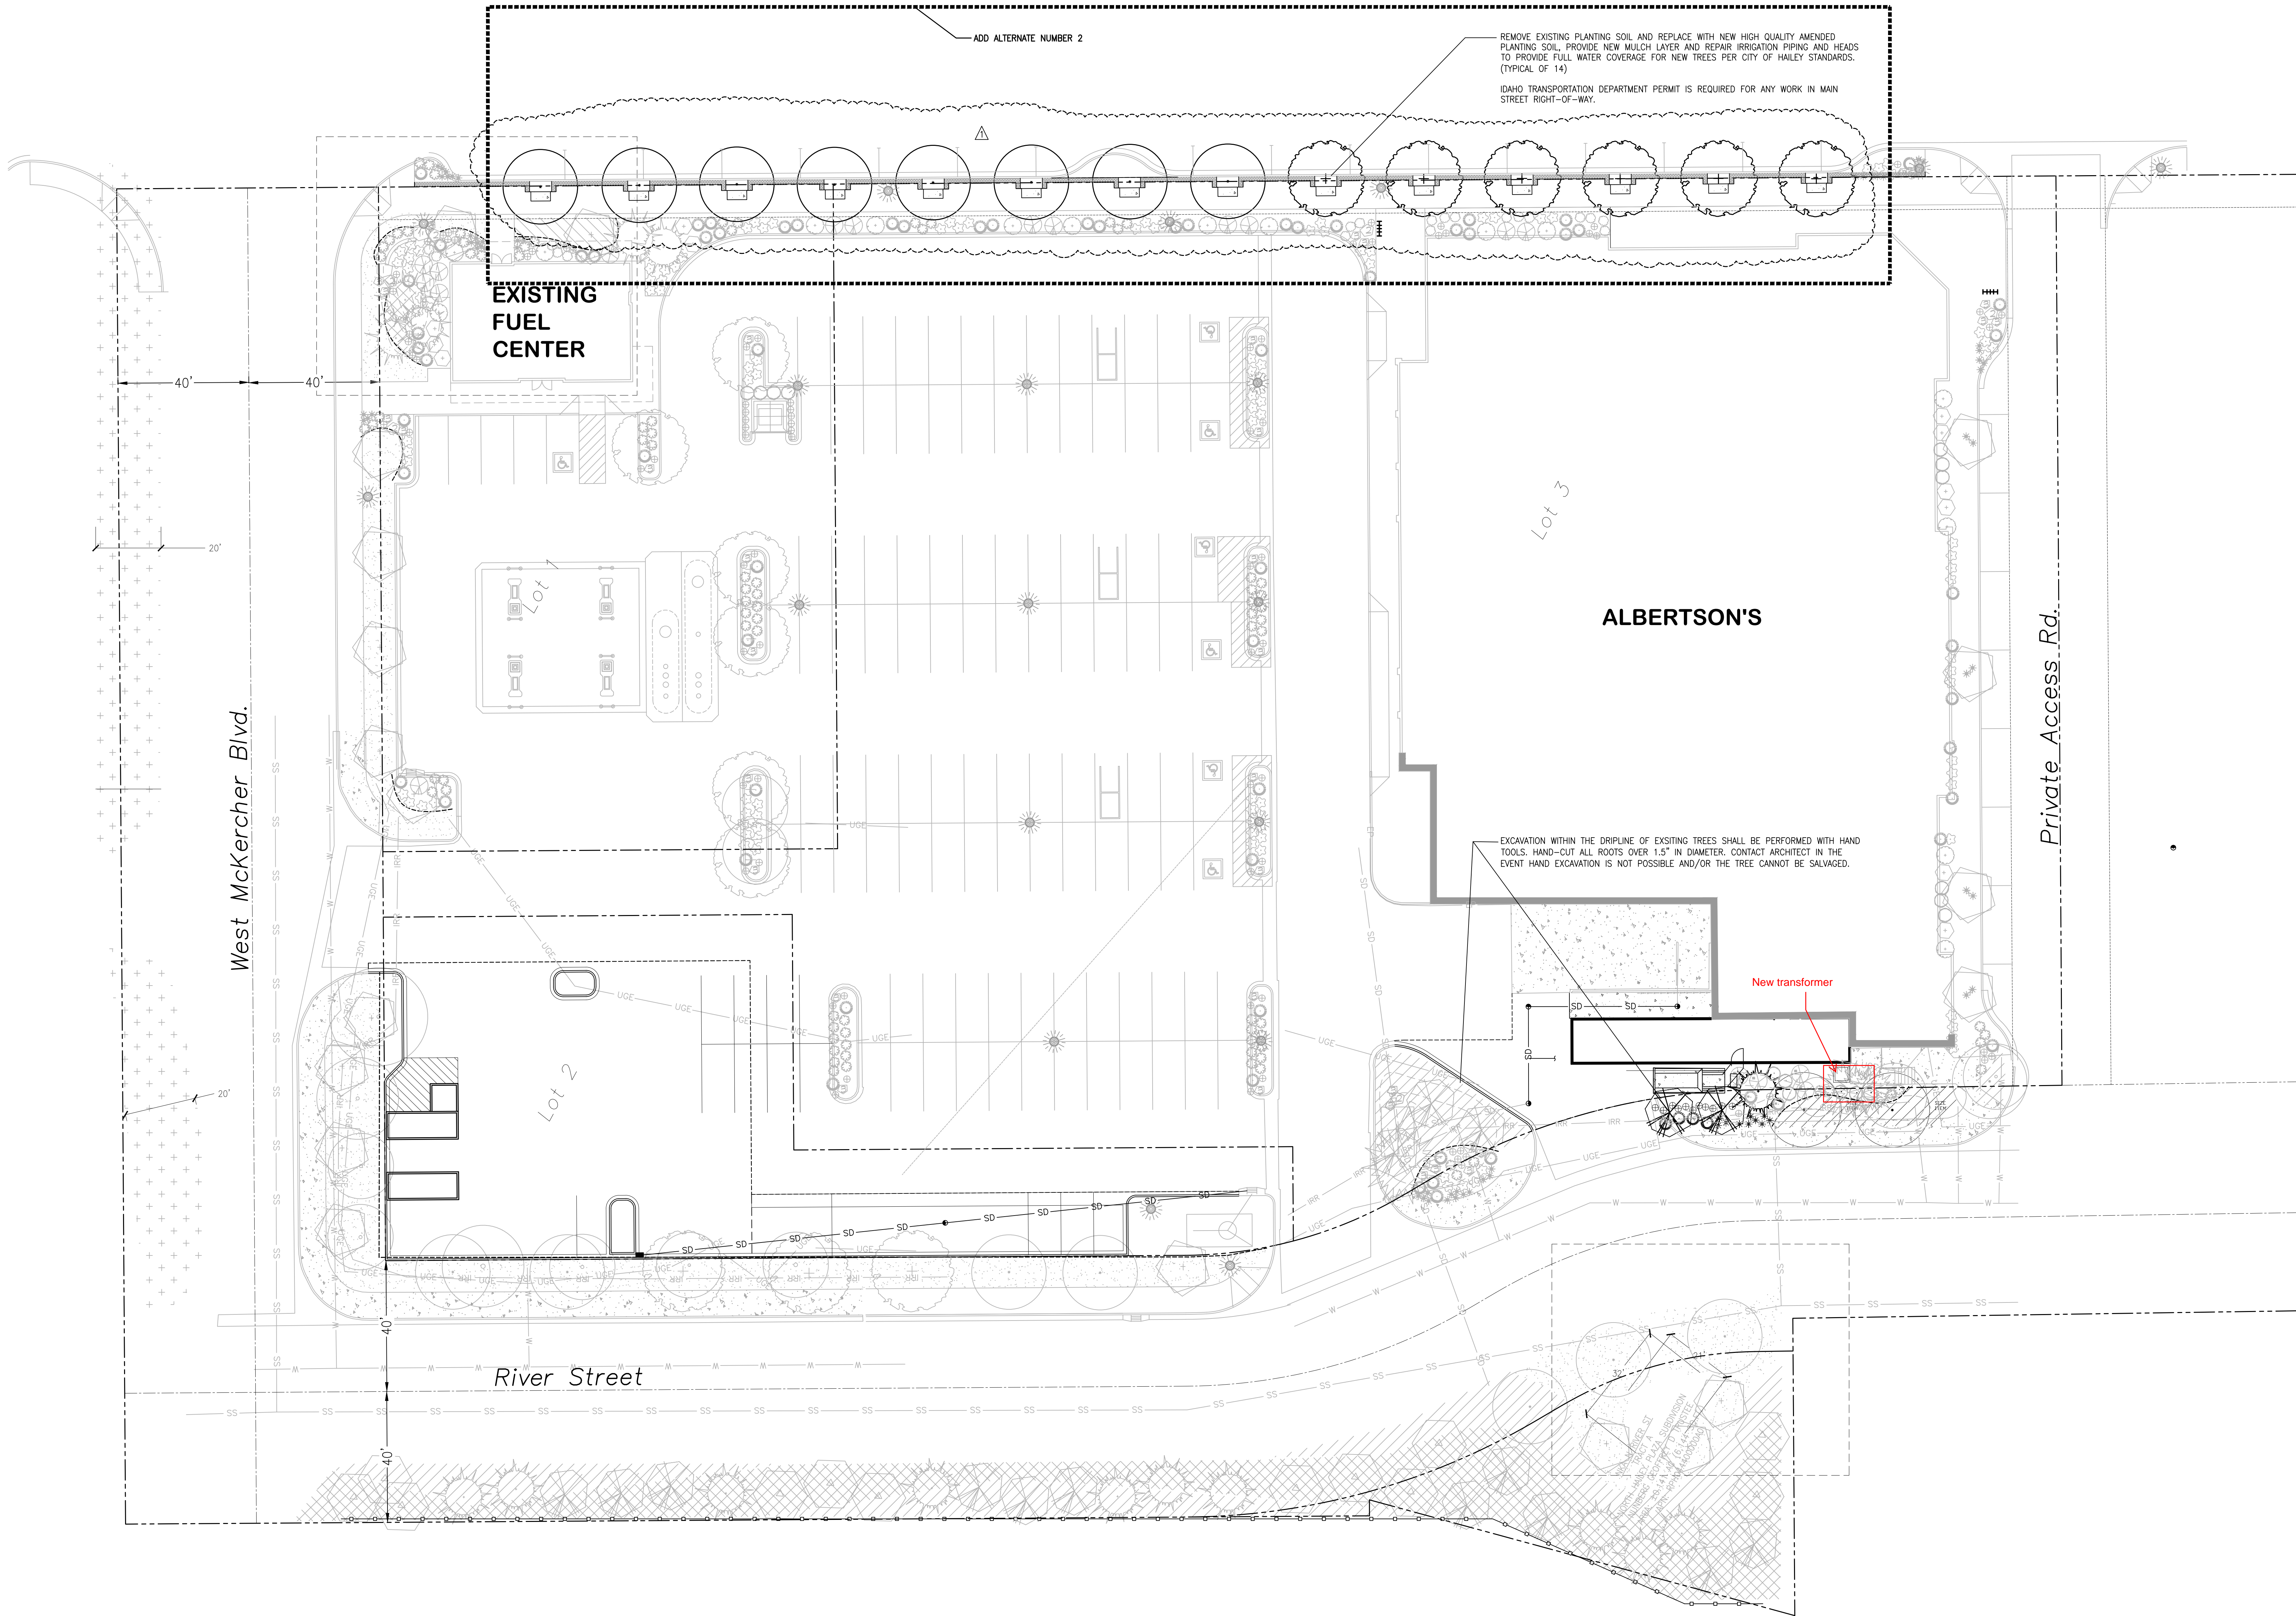 ADD ALTERNATE NUMBER 2
REMOVE EXISTING PLANTING SOIL AND REPLACE WITH NEW HIGH QUALITY AMENDED
PLANTING SOIL, PROVIDE NEW MULCH LAYER AND REPAIR IRRIGATION PIPING AND HEADS
TO PROVIDE FULL WATER COVERAGE FOR NEW TREES PER CITY OF HAILEY STANDARDS.
(TYPICAL OF 14)
IDAHO TRANSPORTATION DEPARTMENT PERMIT IS REQUIRED FOR ANY WORK IN MAIN
STREET RIGHT-OF-WAY.
EXISTING
FUEL
CENTER
40'
40'
20'
Lot 1
Lot 3
ALBERTSON'S
West McKercher Blvd.
Private Access Rd.
EXCAVATION WITHIN THE DRIPLINE OF EXSITING TREES SHALL BE PERFORMED WITH HAND
TOOLS. HAND-CUT ALL ROOTS OVER 1.5" IN DIAMETER. CONTACT ARCHITECT IN THE
EVENT HAND EXCAVATION IS NOT POSSIBLE AND/OR THE TREE CANNOT BE SALVAGED.
New transformer
Lot 2
20'
40'
River Street
40'
32'
21'